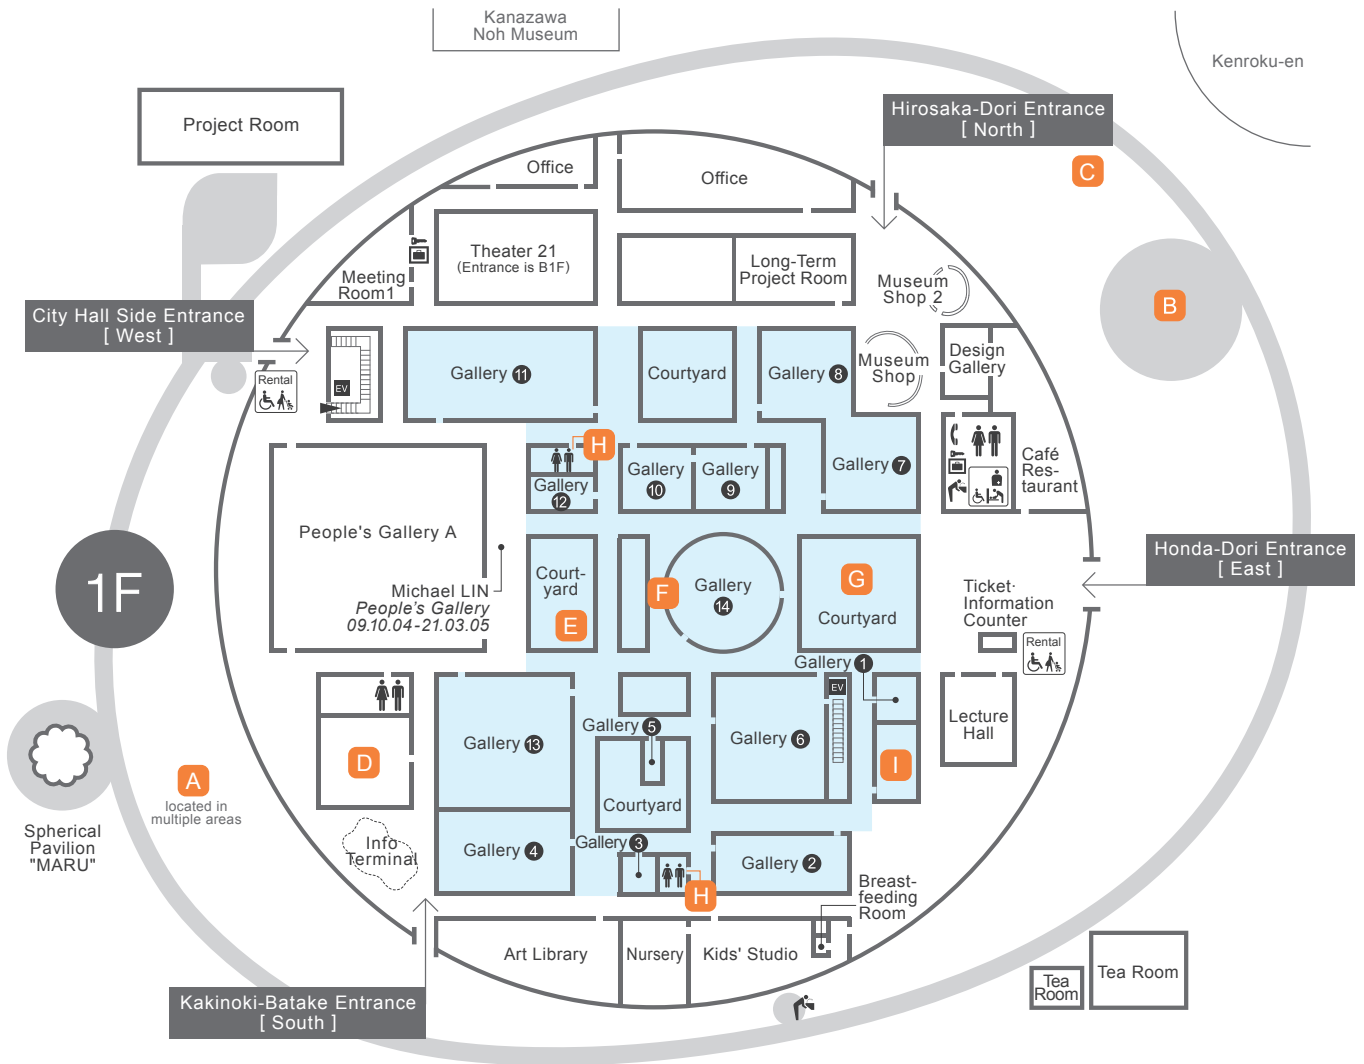 Kanazawa
Noh Museum
Kenroku-en
Project Room
Hirosaka-Dori Entrance
[ North ]
C
Office
Office
Theater 21
(Entrance is B1F)
Long-Term
Project Room
Meeting
Room1
Museum
Shop 2
B
City Hall Side Entrance
[ West ]
Rental
EV
Gallery 11
Courtyard
Gallery 8
Museum
Shop
Design
Gallery
H
Gallery
12
Gallery
10
Gallery
9
Gallery 7
Café
Res-
taurant
People's Gallery A
Michael LIN
People's Gallery
09.10.04-21.03.05
Court-
yard
E
F
Gallery
14
G
Courtyard
Honda-Dori Entrance
[ East ]
Ticket·
Information
Counter
Rental
1F
Gallery 1
EV
Lecture
Hall
D
Gallery 13
Gallery 5
Courtyard
Gallery 6
I
A
located in
multiple areas
Spherical
Pavilion
"MARU"
Info
Terminal
Gallery 4
Gallery 3
H
Gallery 2
Breast-
feeding
Room
Art Library
Nursery
Kids' Studio
Kakinoki-Batake Entrance
[ South ]
Tea
Room
Tea Room